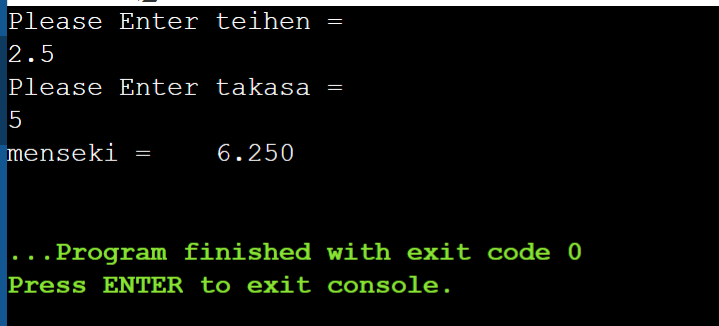 Please Enter teihen =
2.5
Please Enter takasa =
5
menseki =    6.250
...Program finished with exit code 0
Press ENTER to exit console.